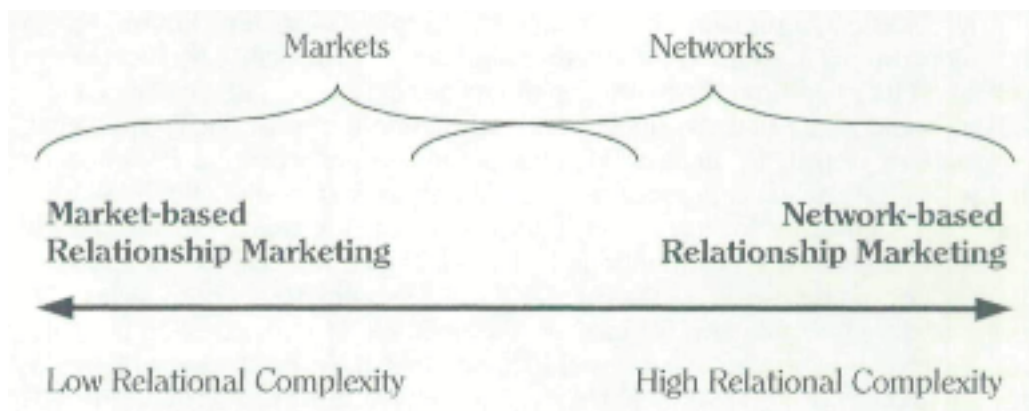 Markets Networks
Market-based Network-based
Relationship Marketing Relationship Marketing
Low Relational Complexity High Relational Complexity